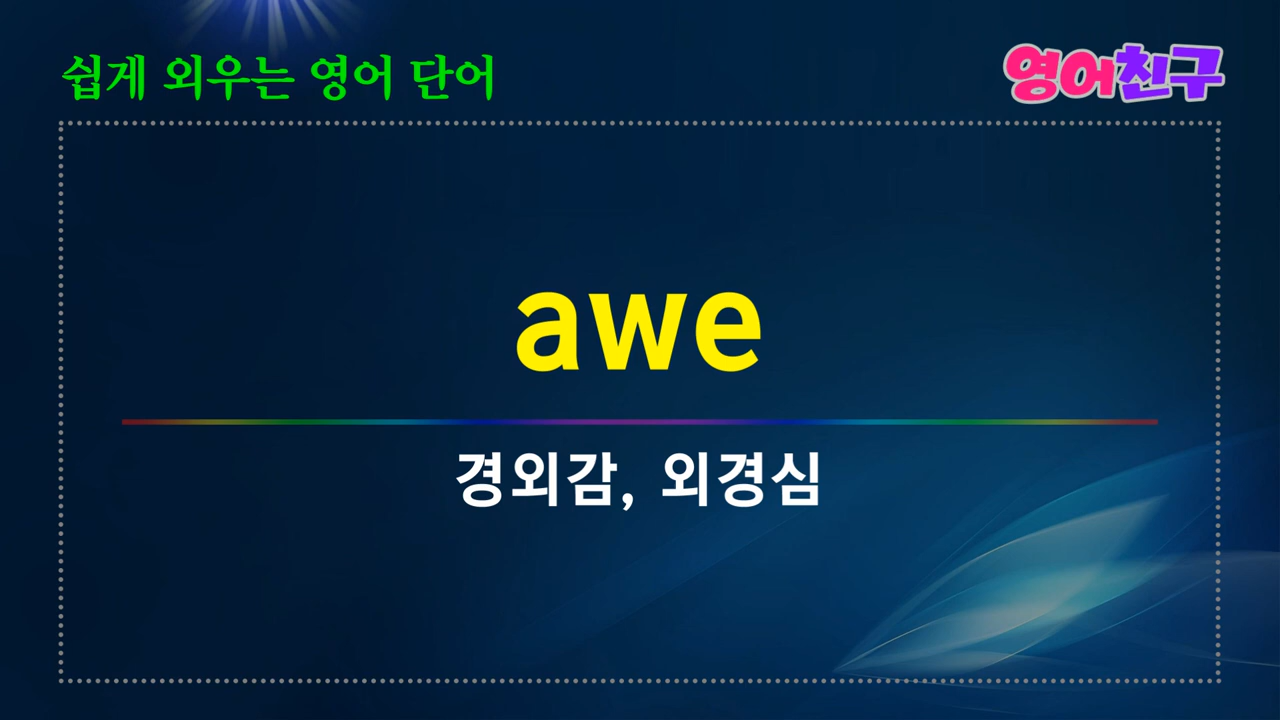 쉽게 외우는 영어 단어
영어친구
awe
경외감, 외경심